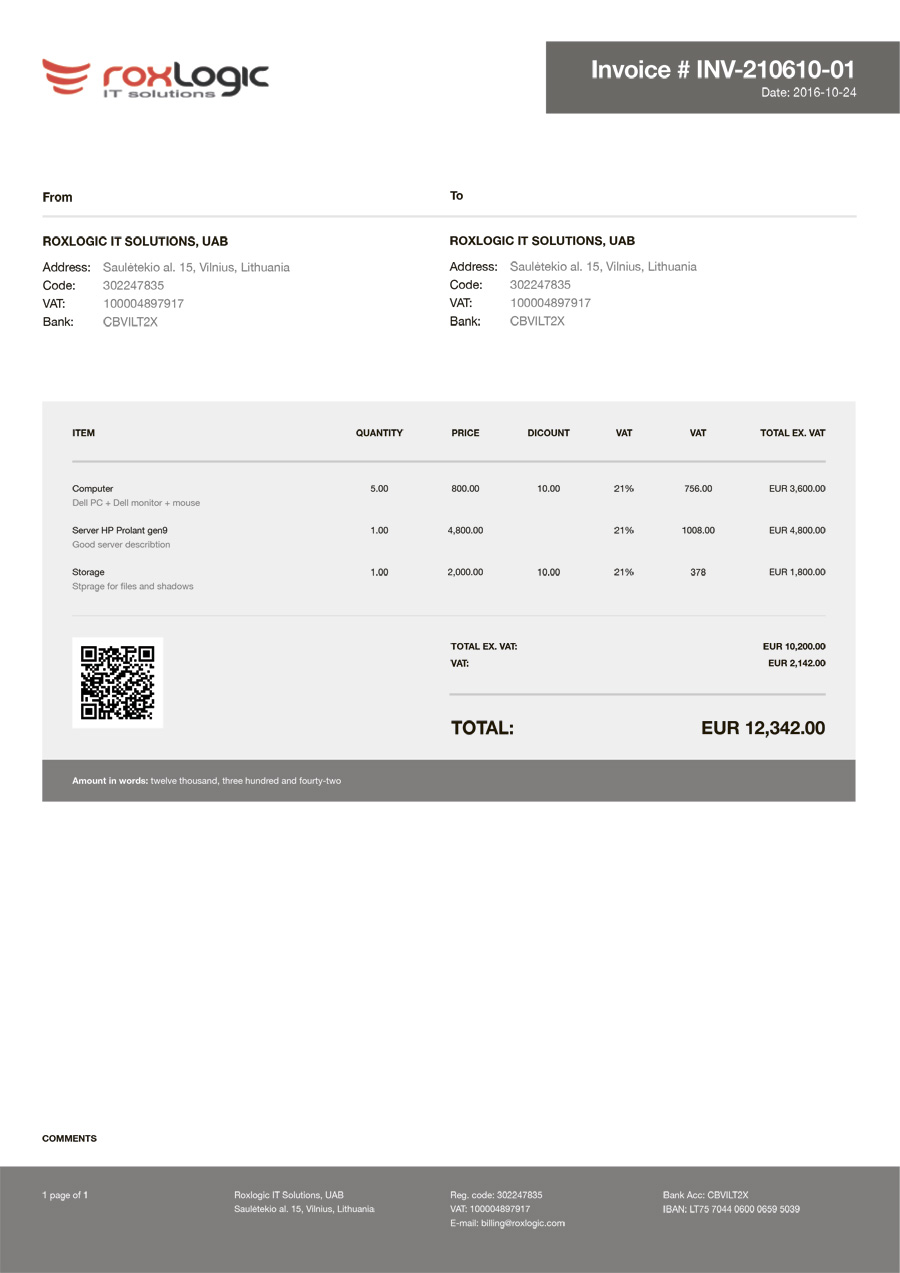 roxLogic
IT solutions
Invoice # INV-210610-01
Date: 2016-10-24
From
To
ROXLOGIC IT SOLUTIONS, UAB
Address: Saulėtekio al. 15, Vilnius, Lithuania
Code: 302247835
VAT: 100004897917
Bank: CBVILT2X
ROXLOGIC IT SOLUTIONS, UAB
Address: Saulėtekio al. 15, Vilnius, Lithuania
Code: 302247835
VAT: 100004897917
Bank: CBVILT2X
ITEM QUANTITY PRICE DICOUNT VAT VAT TOTAL EX. VAT
Computer 5.00 800.00 10.00 21% 756.00 EUR 3,600.00
Dell PC + Dell monitor + mouse
Server HP Prolant gen9 1.00 4,800.00 21% 1008.00 EUR 4,800.00
Good server describtion
Storage 1.00 2,000.00 10.00 21% 378 EUR 1,800.00
Stprage for files and shadows
TOTAL EX. VAT: EUR 10,200.00
VAT: EUR 2,142.00
TOTAL: EUR 12,342.00
Amount in words: twelve thousand, three hundred and fourty-two
COMMENTS
1 page of 1
Roxlogic IT Solutions, UAB
Saulėtekio al. 15, Vilnius, Lithuania
Reg. code: 302247835
VAT: 100004897917
E-mail: billing@roxlogic.com
Bank Acc: CBVILT2X
IBAN: LT75 7044 0600 0659 5039